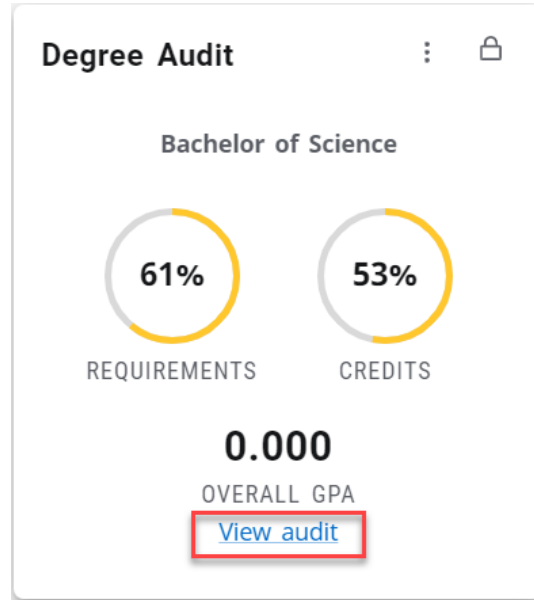 Degree Audit
Bachelor of Science
61% 53%
REQUIREMENTS CREDITS
0.000
OVERALL GPA
View audit